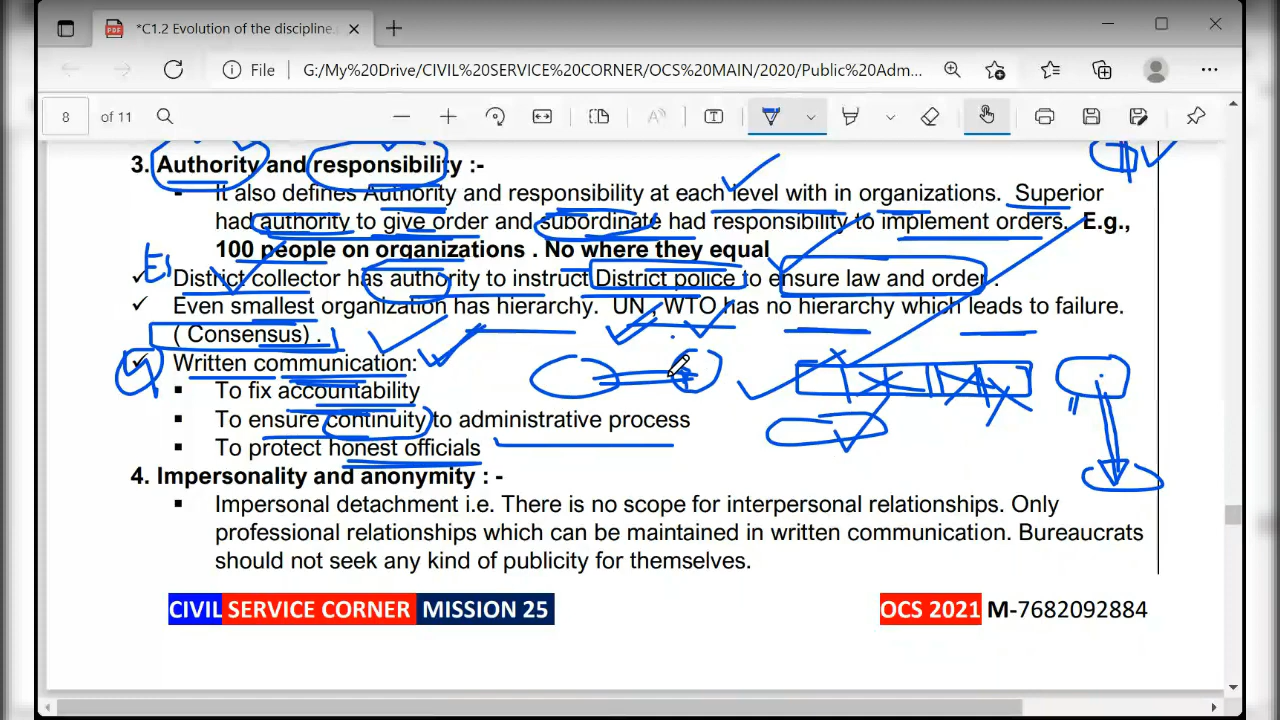 *C1.2 Evolution of the discipline.
File G:/My%20Drive/CIVIL%20SERVICE%20CORNER/OCS%20MAIN/2020/Public%20Adm...
8 of 11
3. Authority and responsibility :-
▪ It also defines Authority and responsibility at each level with in organizations. Superior
had authority to give order and subordinate had responsibility to implement orders. E.g.,
100 people on organizations . No where they equal
✓ District collector has authority to instruct District police to ensure law and order .
✓ Even smallest organization has hierarchy. UN , WTO has no hierarchy which leads to failure.
( Consensus) .
✓ Written communication:
▪ To fix accountability
▪ To ensure continuity to administrative process
▪ To protect honest officials
4. Impersonality and anonymity : -
▪ Impersonal detachment i.e. There is no scope for interpersonal relationships. Only
professional relationships which can be maintained in written communication. Bureaucrats
should not seek any kind of publicity for themselves.
CIVIL SERVICE CORNER MISSION 25
OCS 2021 M-7682092884